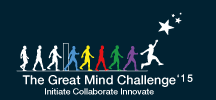 The Great Mind Challenge'15
Initiate Collaborate Innovate